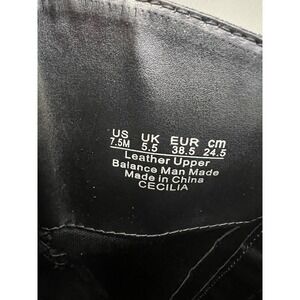 US UK EUR cm
7.5M 5.5 38.5 24.5
Leather Upper
Balance Man Made
Made in China
CECILIA